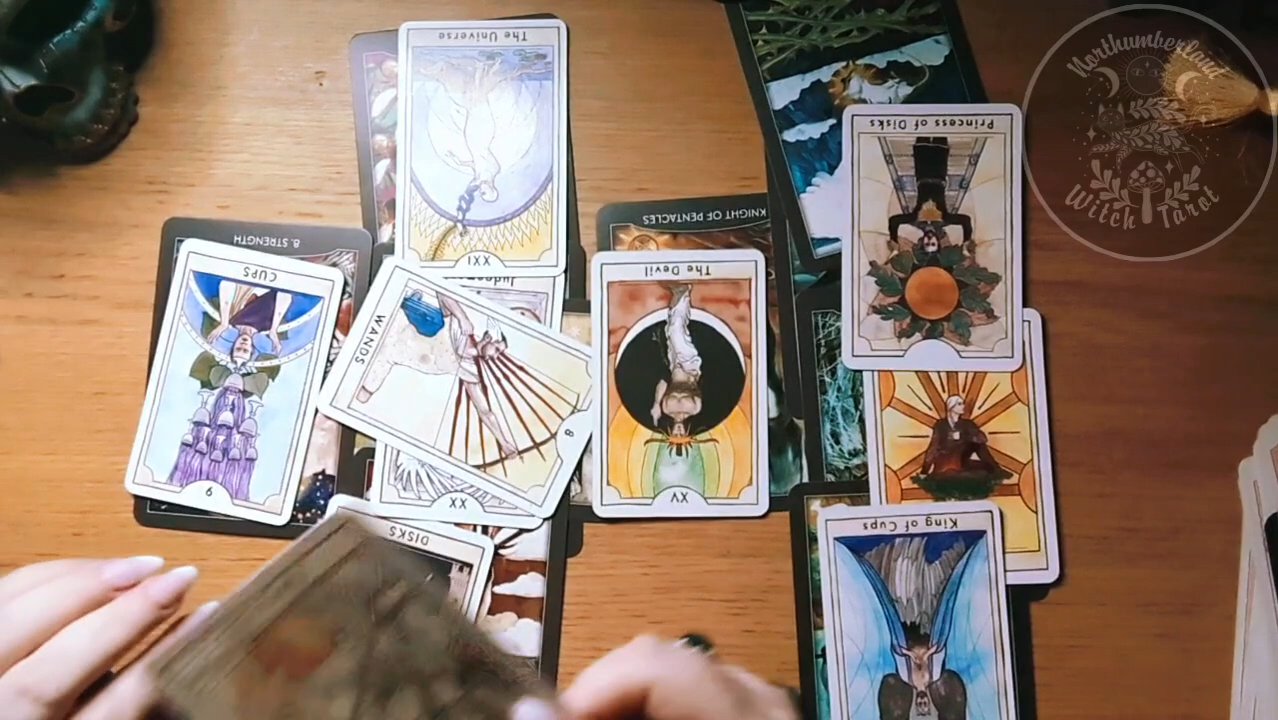 The Universe
XXI
8. STRENGTH
CUPS
9
WANDS
8
XX
DISKS
KNIGHT OF PENTACLES
The Devil
XV
Princess of Disks
King of Cups
Northumberland
Witch Tarot